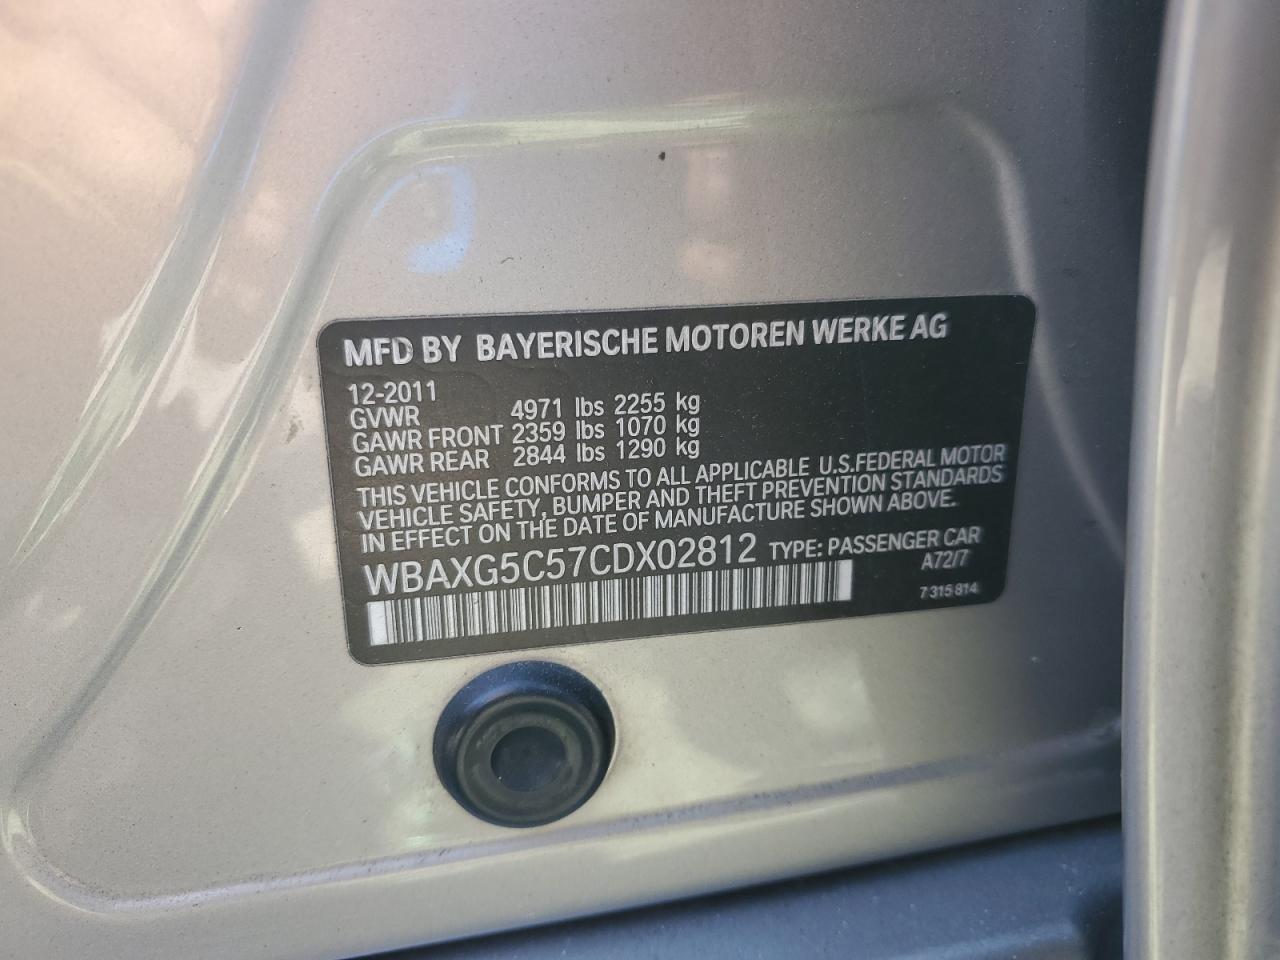 MFD BY BAYERISCHE MOTOREN WERKE AG
12-2011
GVWR 4971 lbs 2255 kg
GAWR FRONT 2359 lbs 1070 kg
GAWR REAR 2844 lbs 1290 kg
THIS VEHICLE CONFORMS TO ALL APPLICABLE U.S.FEDERAL MOTOR
VEHICLE SAFETY, BUMPER AND THEFT PREVENTION STANDARDS
IN EFFECT ON THE DATE OF MANUFACTURE SHOWN ABOVE.
WBAXG5C57CDX02812 TYPE: PASSENGER CAR
A72/7
7 315 814